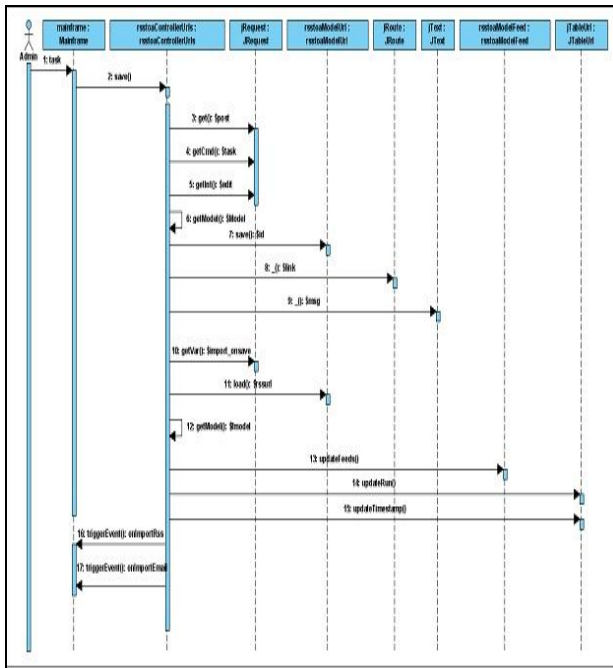 mainframe :
Mainframe
rsstoaControllerUrls :
rsstoaControllerUrls
jRequest :
JRequest
rsstoaModelUrl :
rsstoaModelUrl
jRoute :
JRoute
jText :
JText
rsstoaModelFeed :
rsstoaModelFeed
jTableUrl :
JTableUrl
Admin
1: task
2: save()
3: get(): $post
4: getCmd(): $task
5: getInt(): $edit
6: getModel(): $Model
7: save(): $id
8: _(): $link
9: _(): $msg
10: getVar(): $import_onsave
11: load(): $rssurl
12: getModel(): $fmodel
13: updateFeeds()
14: updateRun()
15: updateTimestamp()
16: triggerEvent(): onImportRss
17: triggerEvent(): onImportEmail